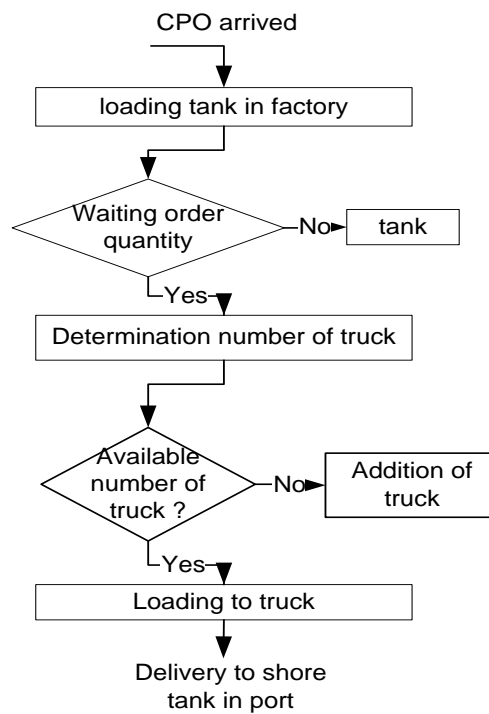 CPO arrived
loading tank in factory
Waiting order
quantity
No
tank
Yes
Determination number of truck
Available
number of
truck ?
No
Addition of
truck
Yes
Loading to truck
Delivery to shore
tank in port